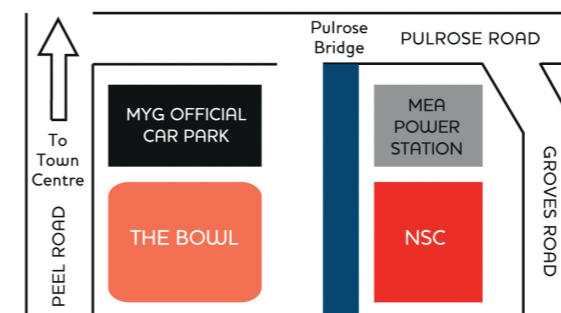 Pulrose
Bridge
PULROSE ROAD
MYG OFFICIAL
CAR PARK
MEA
POWER
STATION
To
Town
Centre
THE BOWL
NSC
PEEL ROAD
GROVES ROAD